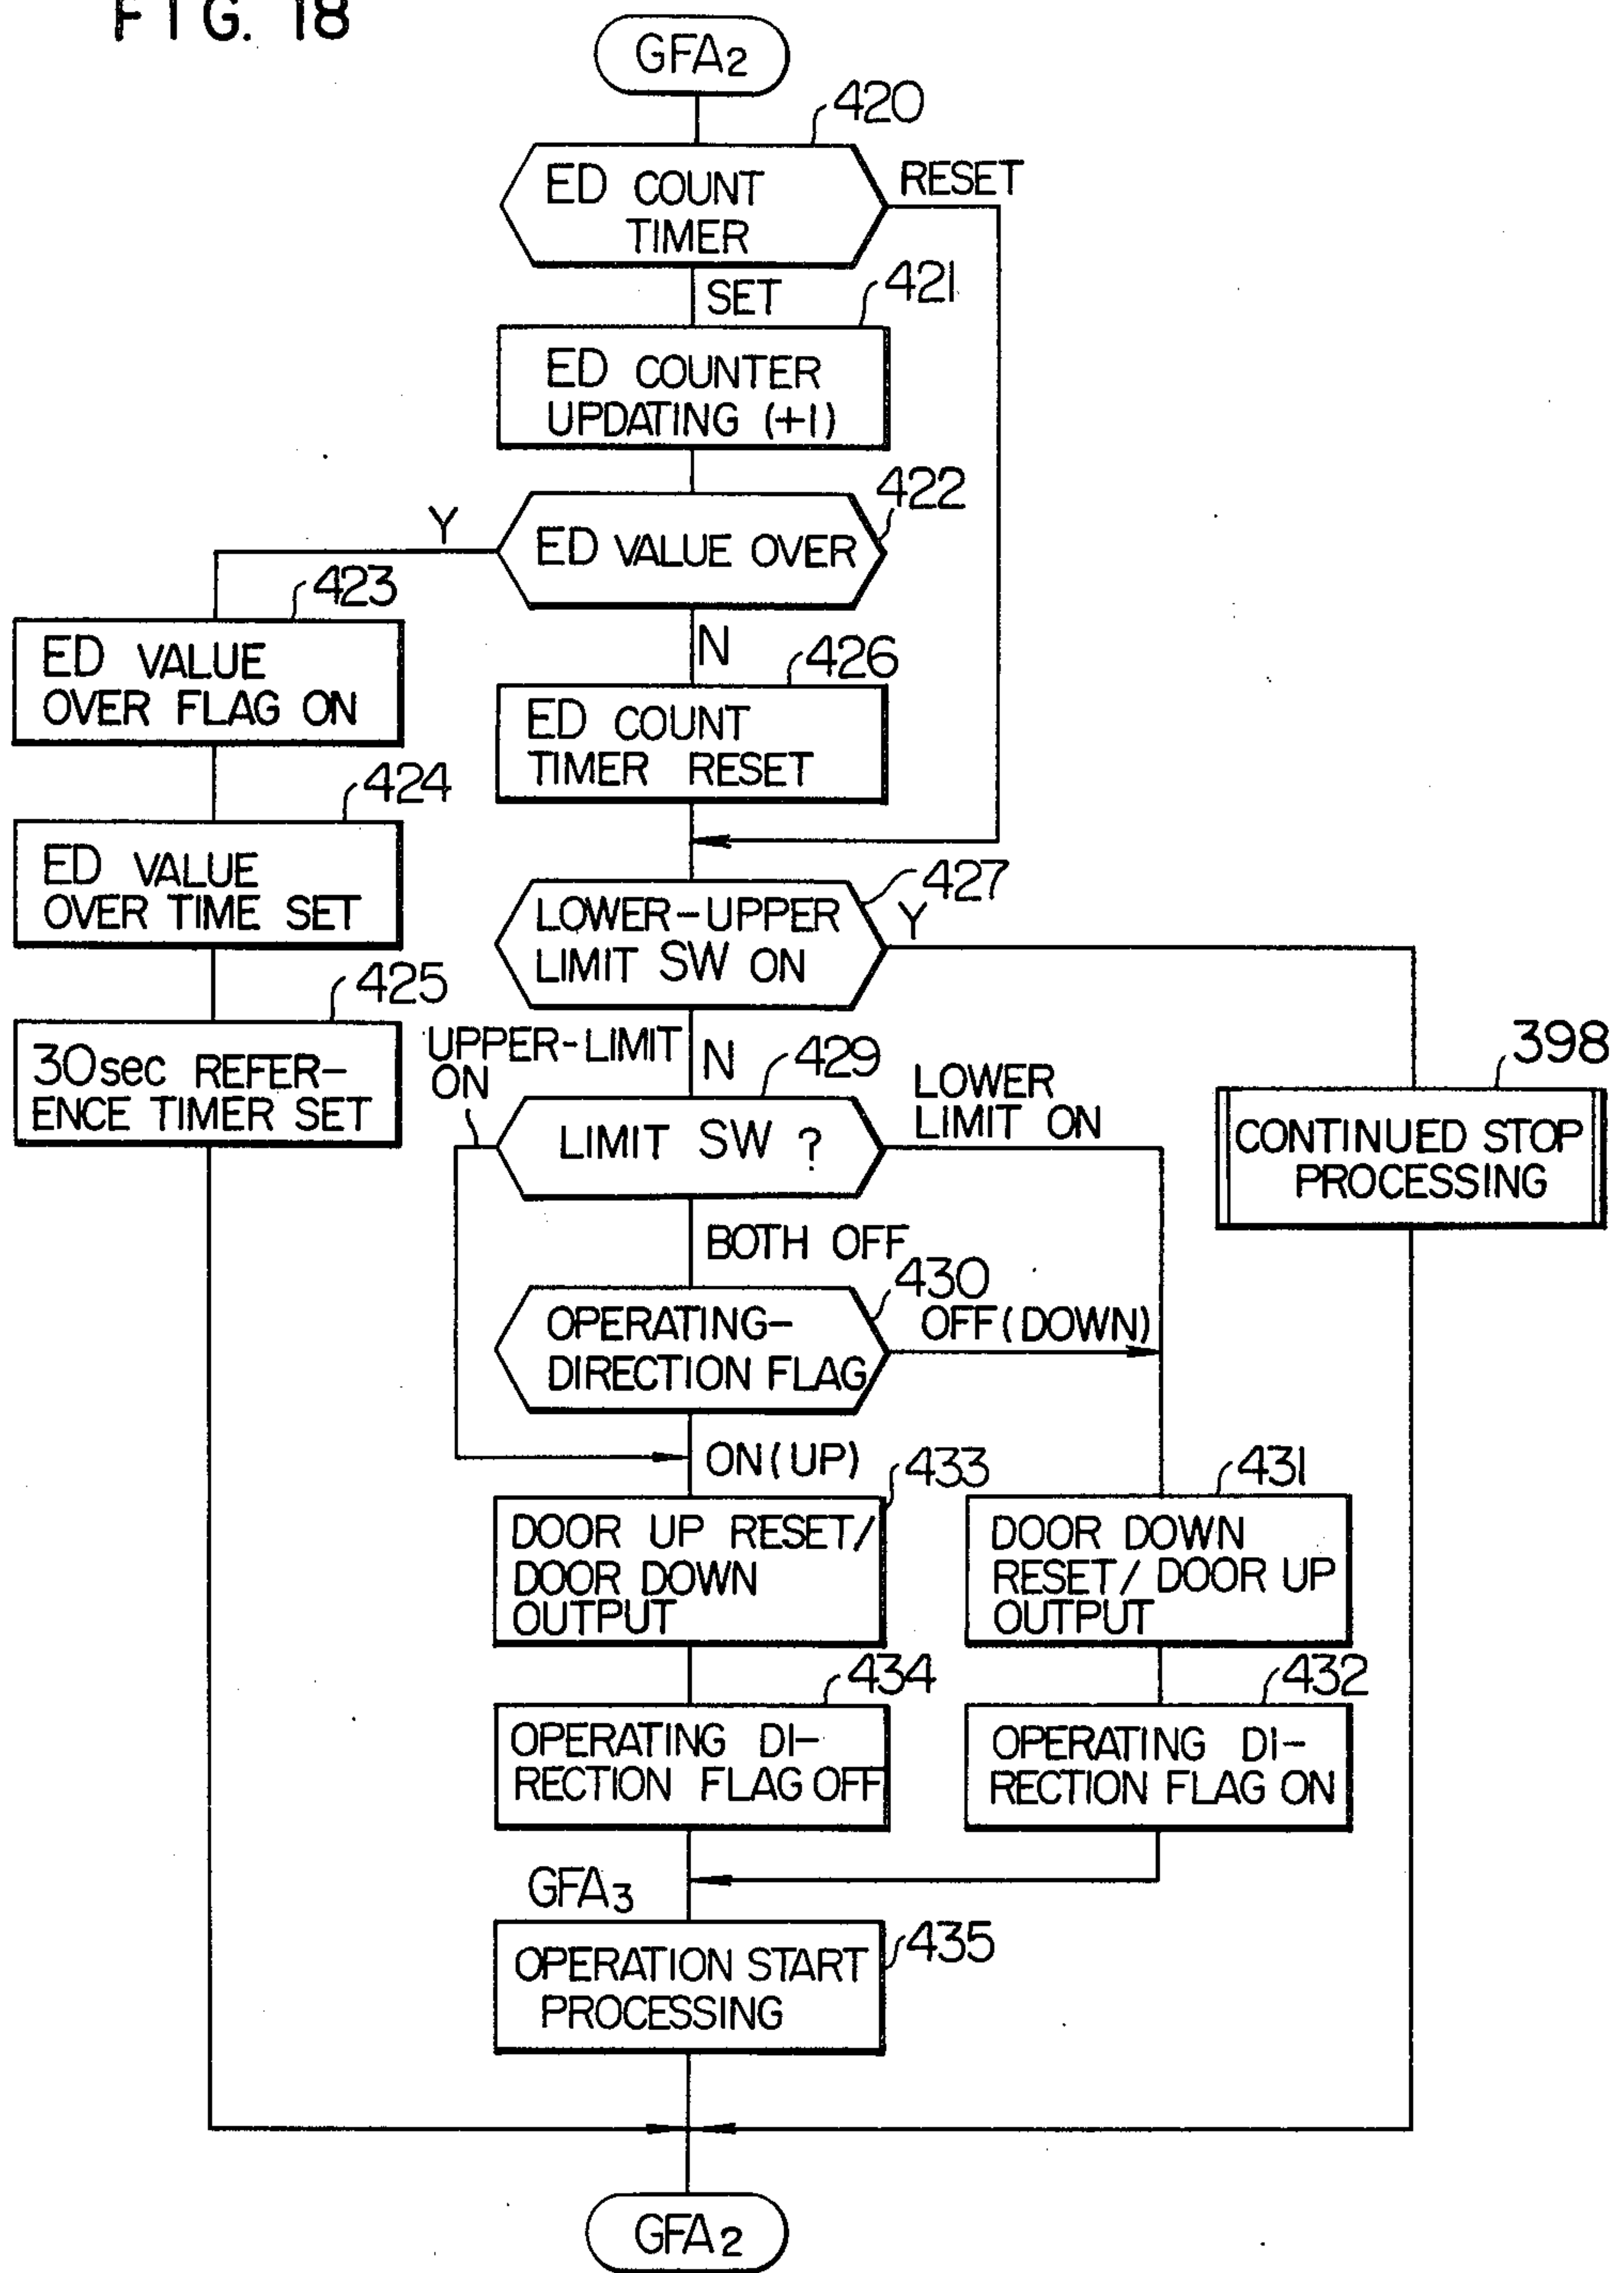 FIG. 18
GFA2
420
ED COUNT
TIMER
RESET
SET
421
ED COUNTER
UPDATING (+1)
422
ED VALUE OVER
Y
N
423
ED VALUE
OVER FLAG ON
424
ED VALUE
OVER TIME SET
425
30sec REFER-
ENCE TIMER SET
426
ED COUNT
TIMER RESET
427
LOWER-UPPER
LIMIT SW ON
Y
N
398
CONTINUED STOP
PROCESSING
429
LIMIT SW ?
UPPER-LIMIT
ON
LOWER
LIMIT ON
BOTH OFF
430
OPERATING-
DIRECTION FLAG
OFF(DOWN)
ON(UP)
433
DOOR UP RESET/
DOOR DOWN
OUTPUT
431
DOOR DOWN
RESET/DOOR UP
OUTPUT
434
OPERATING DI-
RECTION FLAG OFF
432
OPERATING DI-
RECTION FLAG ON
GFA3
435
OPERATION START
PROCESSING
GFA2